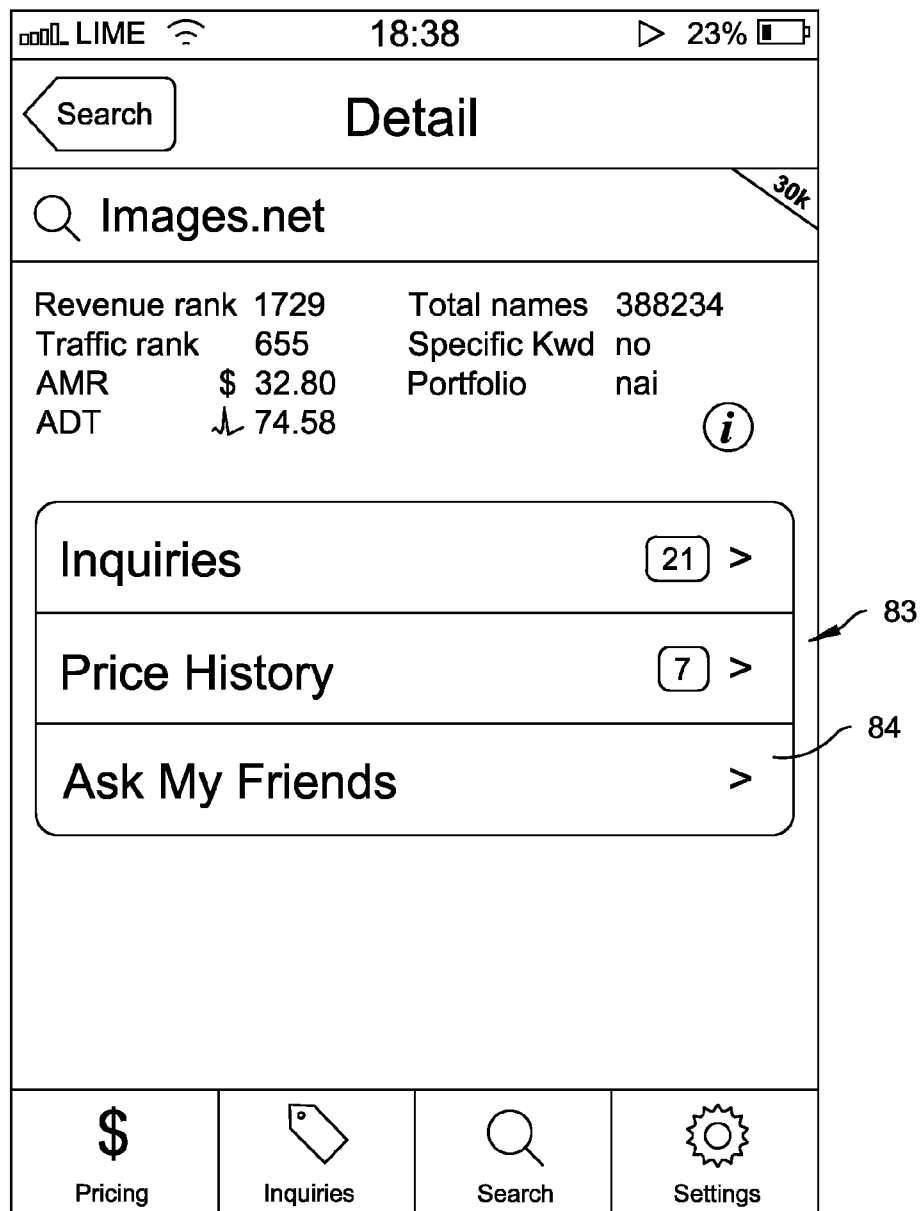 LIME 18:38 23%
Search Detail
Images.net 30k
Revenue rank 1729 Total names 388234
Traffic rank 655 Specific Kwd no
AMR $ 32.80 Portfolio nai
ADT 74.58 i
Inquiries 21 >
83
Price History 7 >
84
Ask My Friends >
$
Pricing Inquiries Search Settings